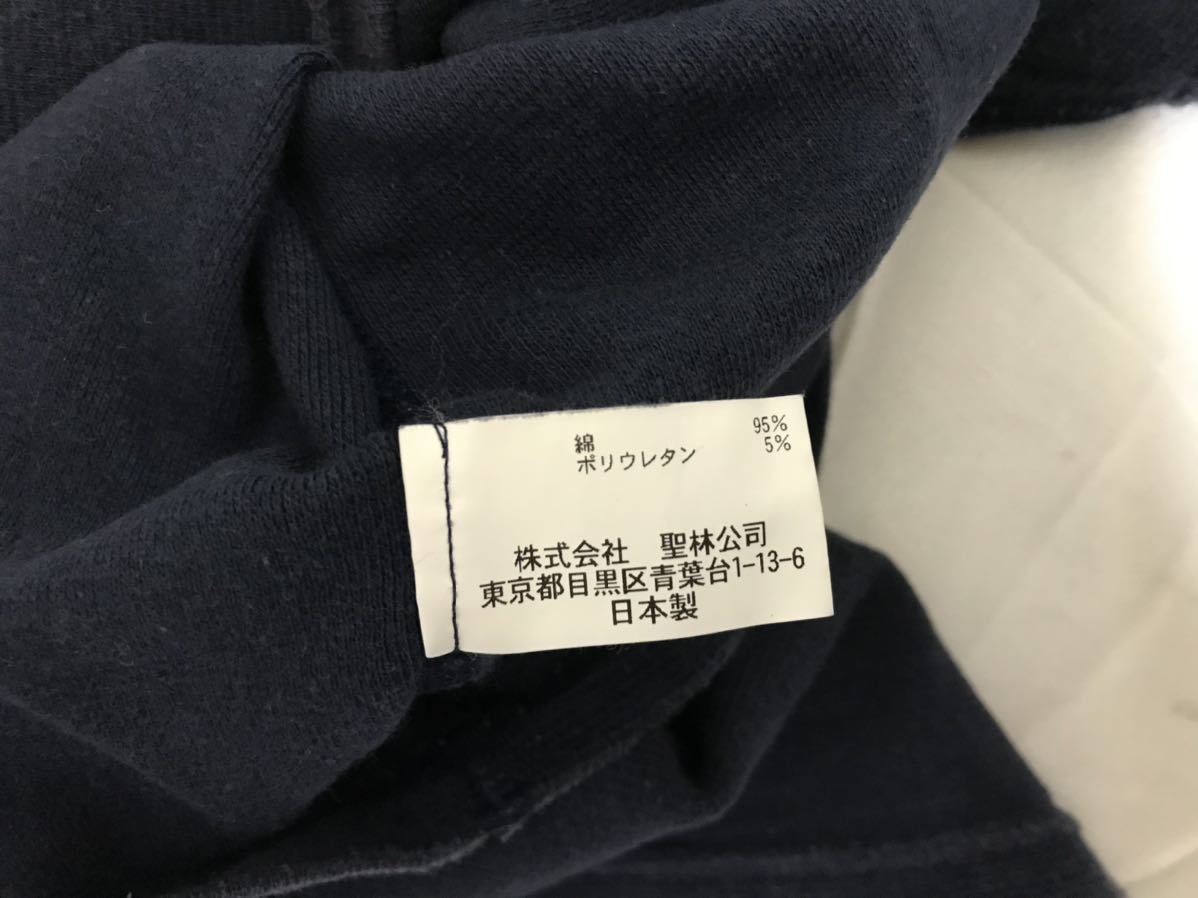 綿 95%
ポリウレタン 5%
株式会社 聖林公司
東京都目黒区青葉台1-13-6
日本製